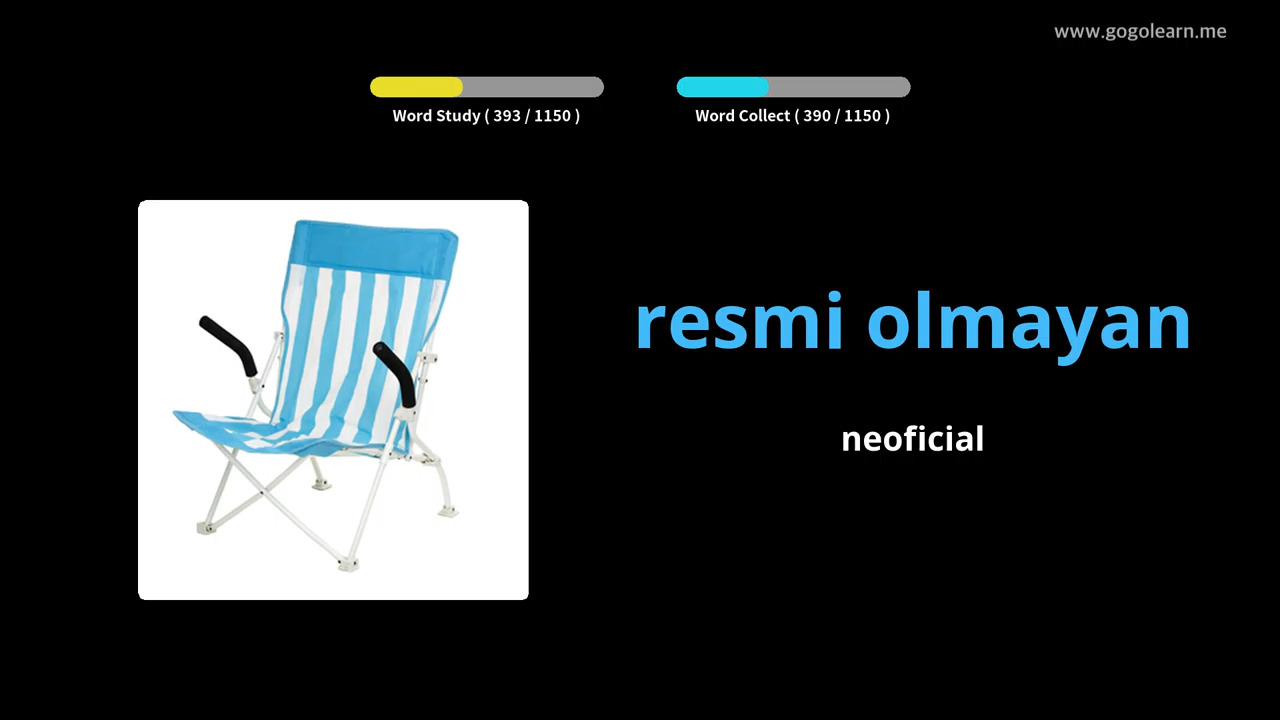 www.gogolearn.me
Word Study ( 393 / 1150 )
Word Collect ( 390 / 1150 )
resmi olmayan
neoficial